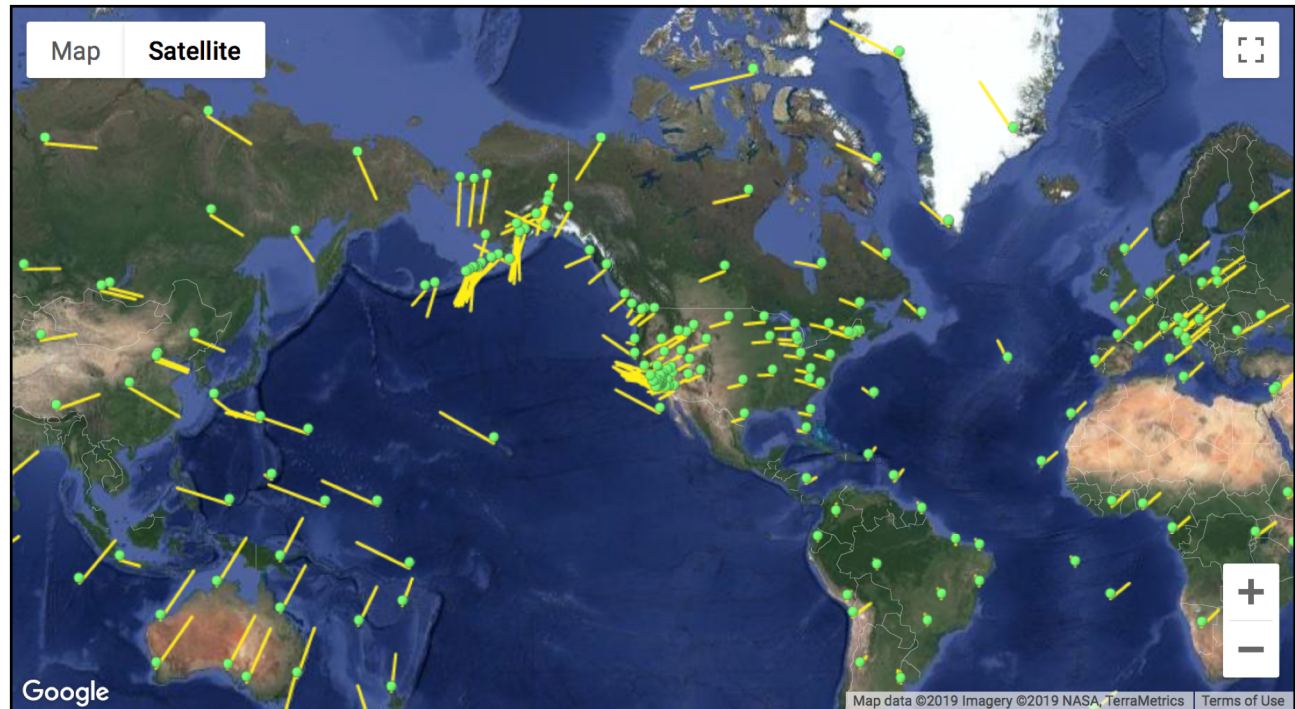 Map Satellite
Google
Map data ©2019 Imagery ©2019 NASA, TerraMetrics Terms of Use